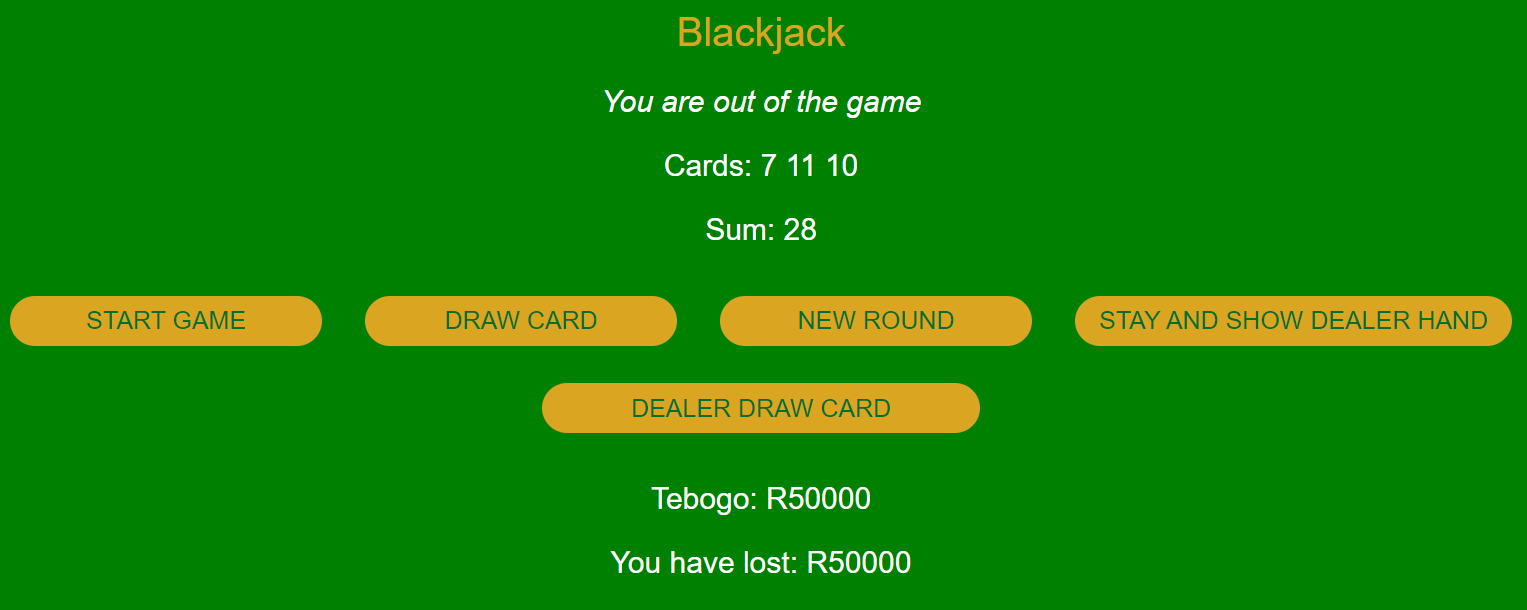 Blackjack
You are out of the game
Cards: 7 11 10
Sum: 28
START GAME DRAW CARD NEW ROUND STAY AND SHOW DEALER HAND
DEALER DRAW CARD
Tebogo: R50000
You have lost: R50000